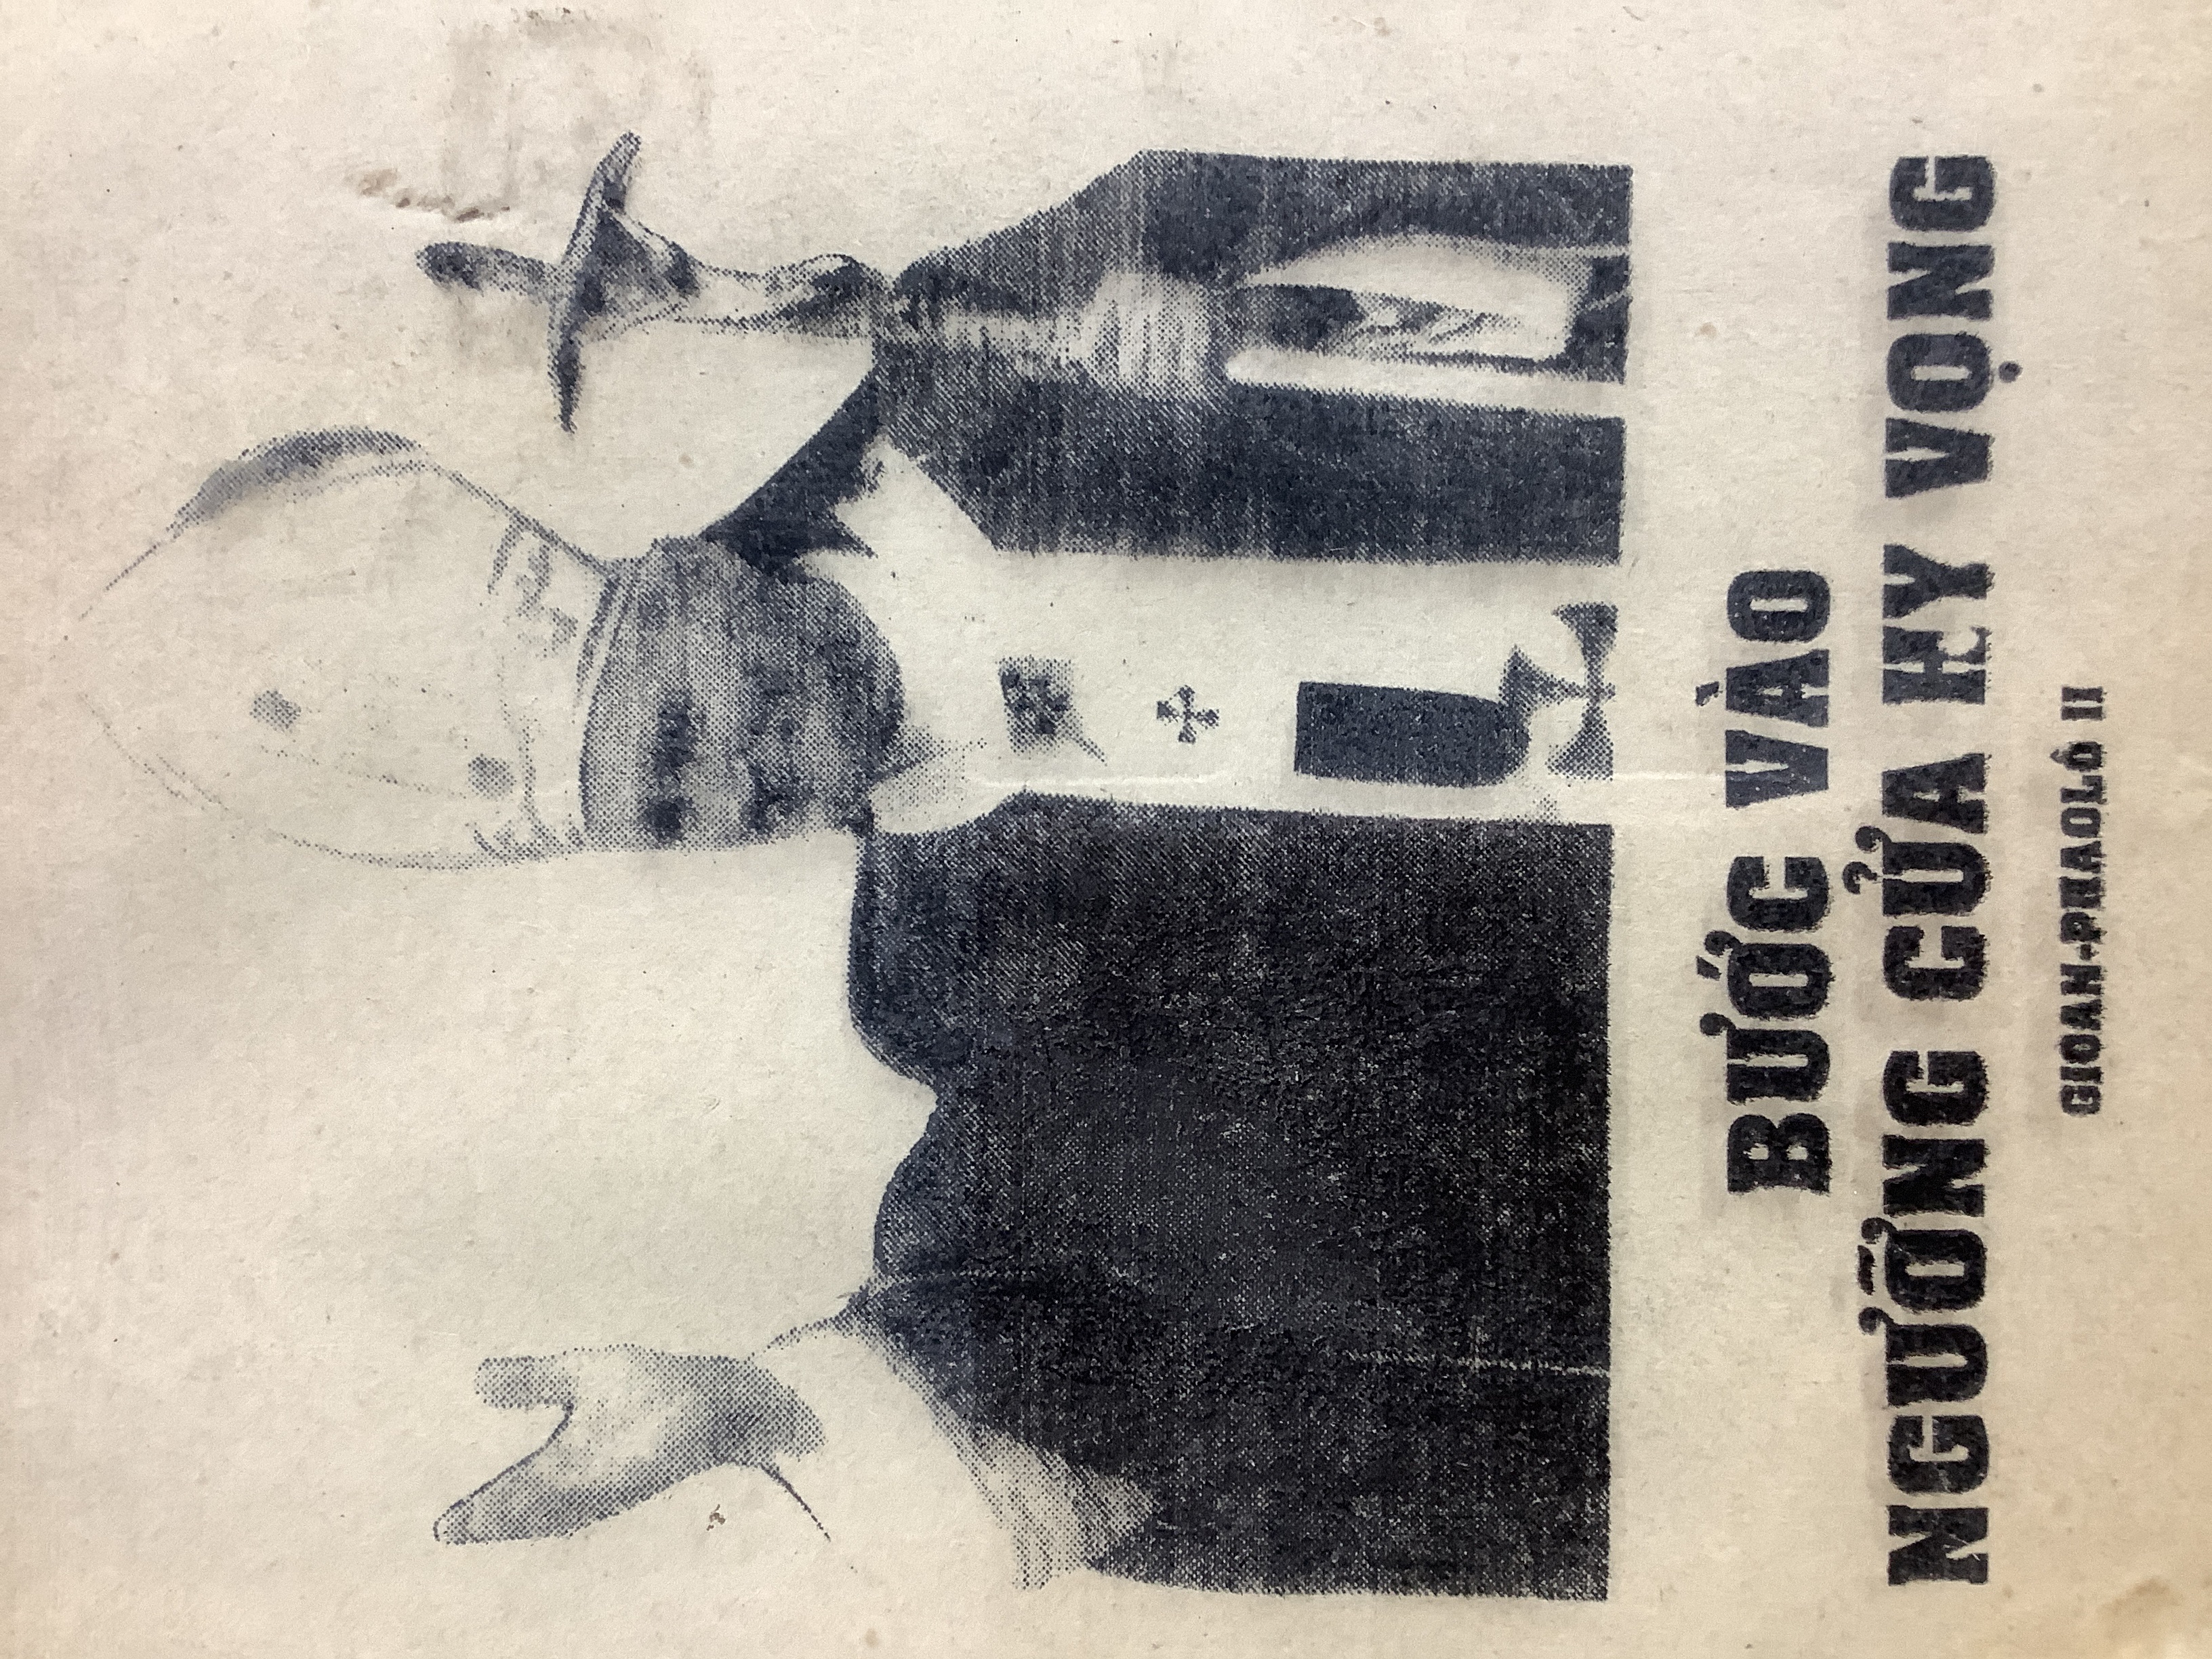 BƯỚC VÀO
NGƯỠNG CỬA HY VỌNG
GIOAN-PHAOLÔ II